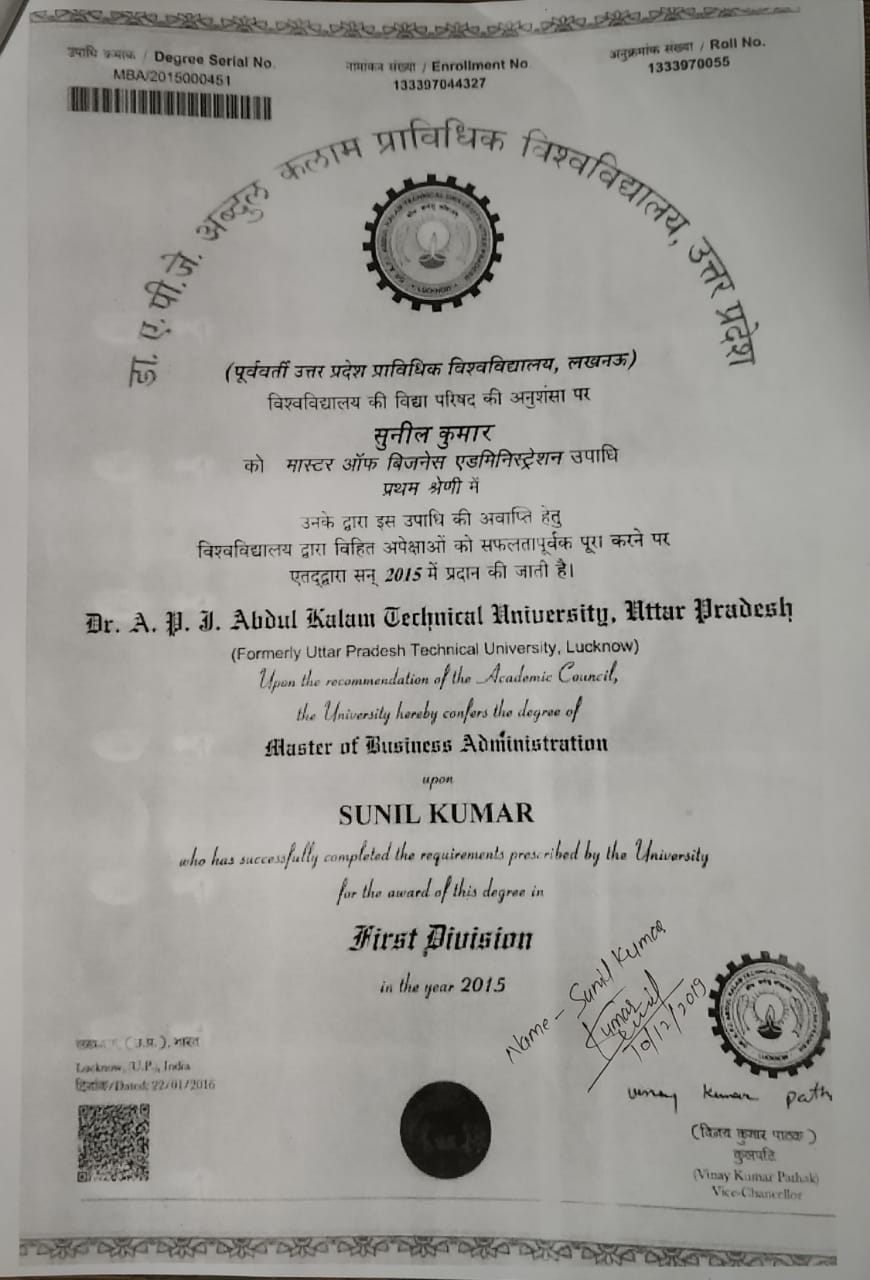 उपाधि क्रमांक / Degree Serial No.
MBA/2015000451
नामांकन संख्या / Enrollment No
133397044327
अनुक्रमांक संख्या / Roll No.
1333970055
डा. ए. पी.जे. अब्दुल कलाम प्राविधिक विश्वविद्यालय, उत्तर प्रदेश
(पूर्ववर्ती उत्तर प्रदेश प्राविधिक विश्वविद्यालय, लखनऊ)
विश्वविद्यालय की विद्या परिषद की अनुशंसा पर
सुनील कुमार
को मास्टर ऑफ बिजनेस एडमिनिस्ट्रेशन उपाधि
प्रथम श्रेणी में
उनके द्वारा इस उपाधि की अवाप्ति हेतु
विश्वविद्यालय द्वारा विहित अपेक्षाओं को सफलतापूर्वक पूरा करने पर
एतद्द्वारा सन् 2015 में प्रदान की जाती है।
Dr. A. P. J. Abdul Kalam Technical University, Uttar Pradesh
(Formerly Uttar Pradesh Technical University, Lucknow)
Upon the recommendation of the Academic Council,
the University hereby confers the degree of
Master of Business Administration
upon
SUNIL KUMAR
who has successfully completed the requirements prescribed by the University
for the award of this degree in
First Division
in the year 2015
Name - Sunil Kumar
Kumar
Sunil
10/12/2019
(उ.प्र.), भारत
Lucknow, (U.P.), India
दिनांक/Dated: 22/01/2016
vinay kumar path
(विनय कुमार पाठक)
कुलपति
(Vinay Kumar Pathak)
Vice-Chancellor